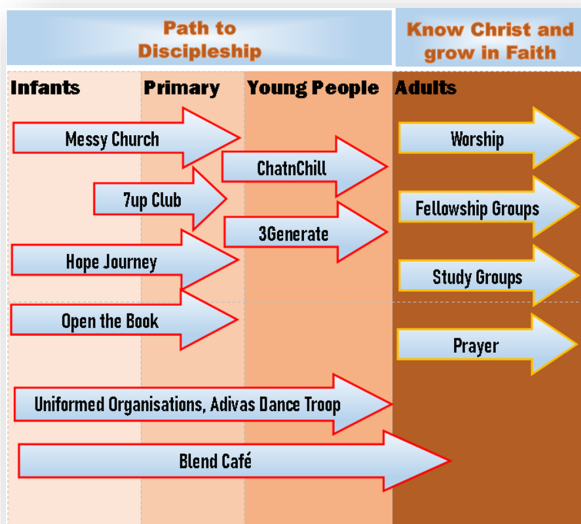 Path to
Discipleship
Know Christ and
grow in Faith
Infants
Primary
Young People
Adults
Messy Church
ChatnChill
Worship
7up Club
Fellowship Groups
3Generate
Hope Journey
Study Groups
Open the Book
Prayer
Uniformed Organisations, Adivas Dance Troop
Blend Café